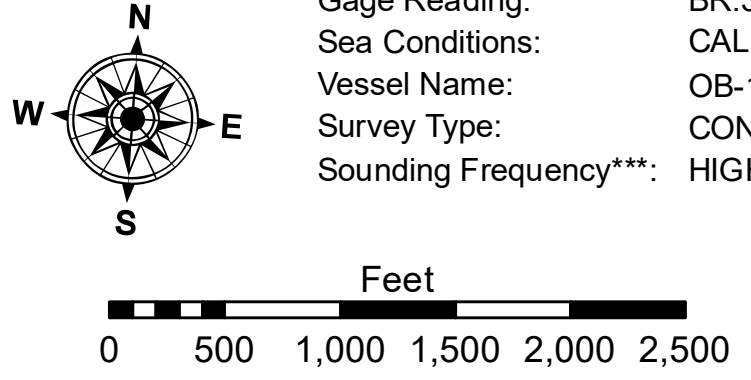 N
W E
S
Gage Reading:
Sea Conditions:
Vessel Name:
Survey Type:
Sounding Frequency***:
Feet
0 500 1,000 1,500 2,000 2,500